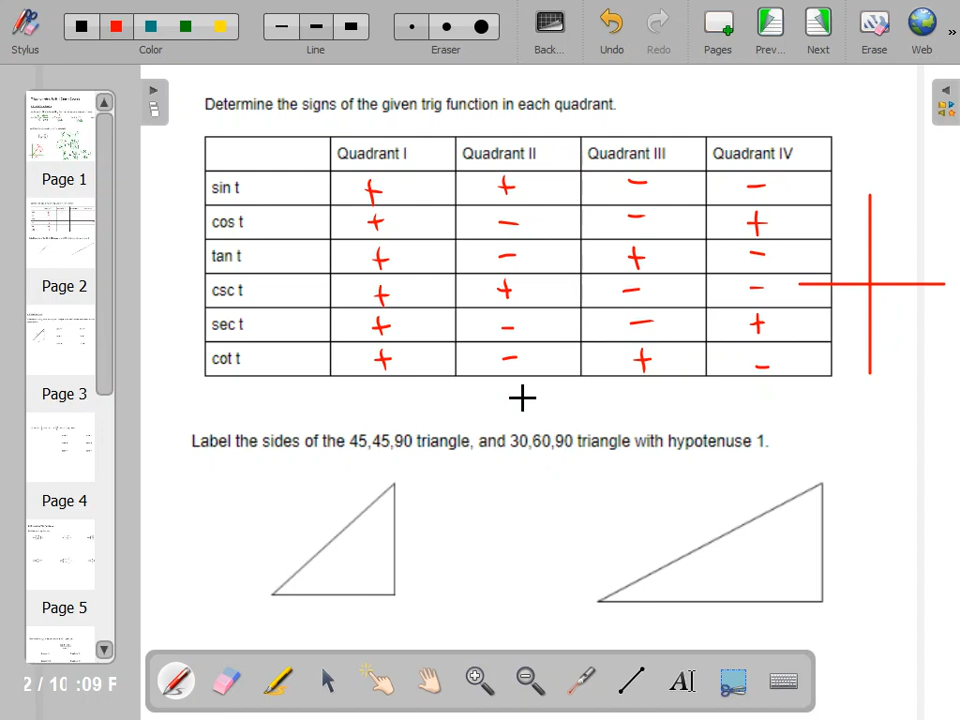 Stylus Color Line Eraser Back... Undo Redo Pages Prev... Next Erase Web »
Page 1
Page 2
Page 3
Page 4
Page 5
2 / 10 :09 F
Determine the signs of the given trig function in each quadrant.
Quadrant I Quadrant II Quadrant III Quadrant IV
sin t + + - -
cos t + - - +
tan t + - + -
csc t + + - -
sec t + - - +
cot t + - + -
Label the sides of the 45,45,90 triangle, and 30,60,90 triangle with hypotenuse 1.
A